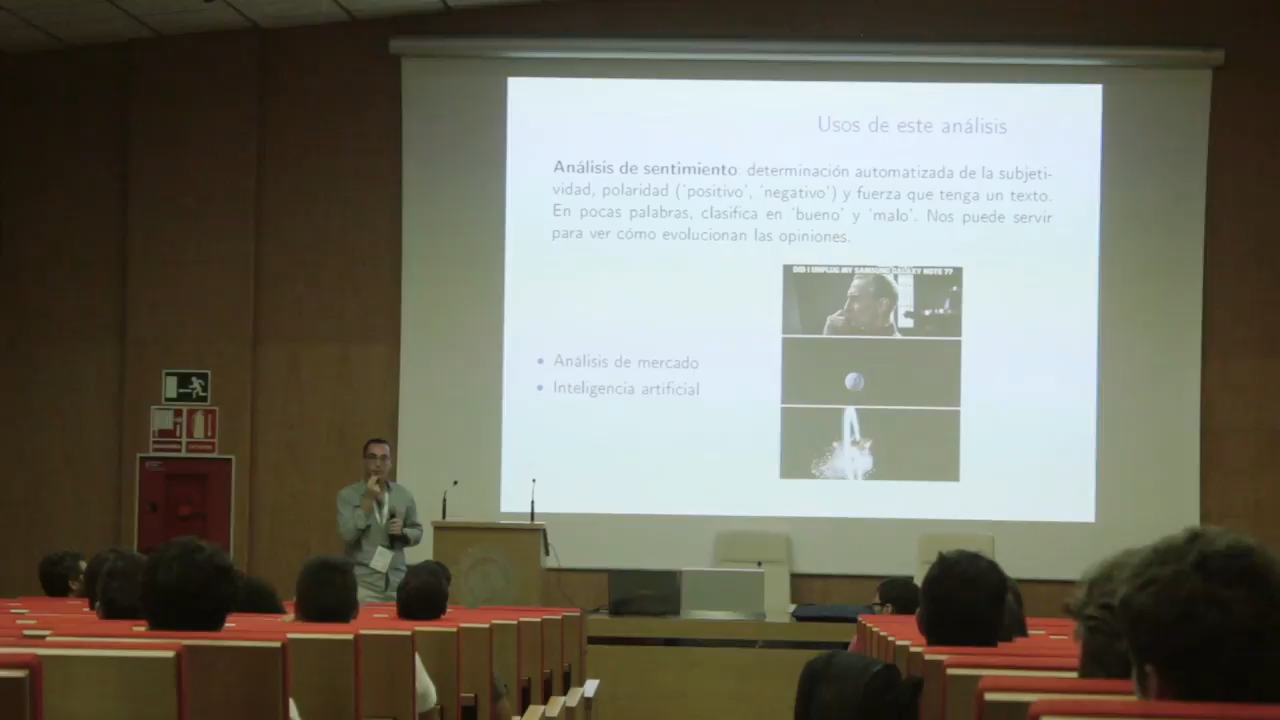 Usos de este análisis
Análisis de sentimiento: determinación automatizada de la subjeti-
vidad, polaridad ('positivo', 'negativo') y fuerza que tenga un texto.
En pocas palabras, clasifica en 'bueno' y 'malo'. Nos puede servir
para ver cómo evolucionan las opiniones.
DID I UNPLUG MY SAMSUNG GALAXY NOTE 7?
• Análisis de mercado
• Inteligencia artificial